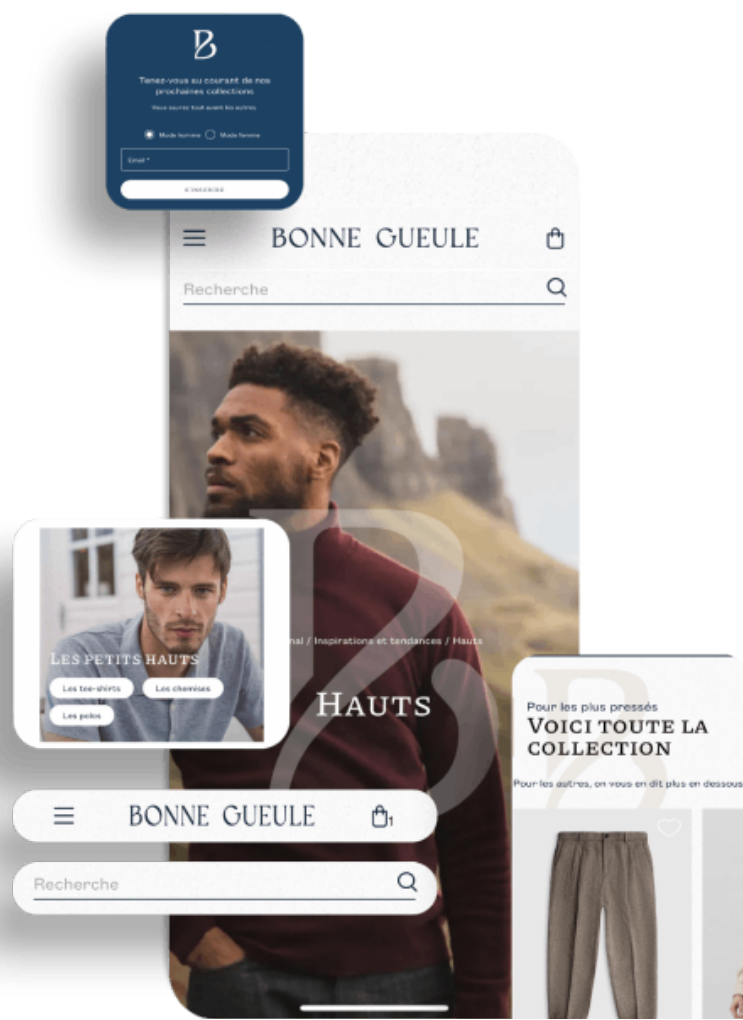 B
Tenez-vous au courant de nos
prochaines collections
Vous saurez tout avant les autres.
Mode homme Mode femme
Email *
S'INSCRIRE
BONNE GUEULE
Recherche
nal / Inspirations et tendances / Hauts
HAUTS
LES PETITS HAUTS
Les tee-shirts Les chemises
Les polos
Pour les plus pressés
VOICI TOUTE LA
COLLECTION
Pour les autres, on vous en dit plus en dessous
BONNE GUEULE 1
Recherche